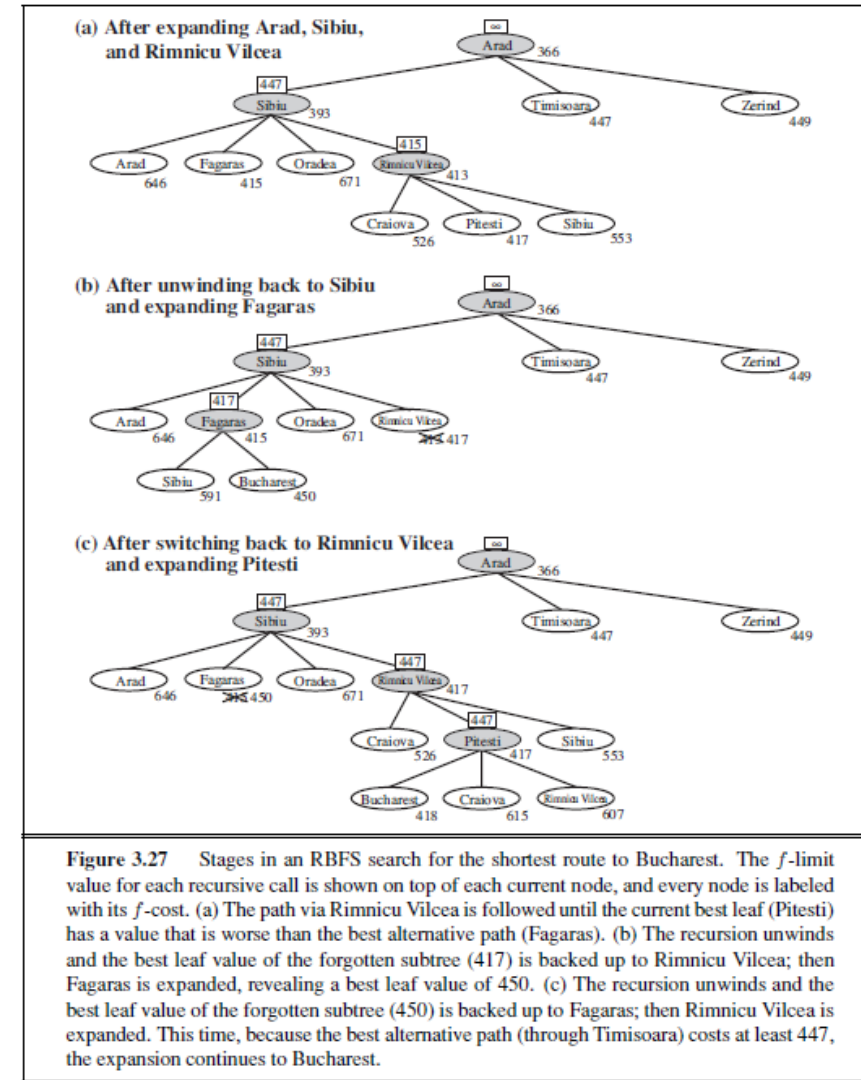 (a) After expanding Arad, Sibiu,
and Rimnicu Vilcea
∞
Arad
366
447
Sibiu
393
Timisoara
447
Zerind
449
Arad
646
Fagaras
415
Oradea
671
415
Rimnicu Vilcea
413
Craiova
526
Pitesti
417
Sibiu
553
(b) After unwinding back to Sibiu
and expanding Fagaras
∞
Arad
366
447
Sibiu
393
Timisoara
447
Zerind
449
Arad
646
417
Fagaras
415
Oradea
671
Rimnicu Vilcea
413 417
Sibiu
591
Bucharest
450
(c) After switching back to Rimnicu Vilcea
and expanding Pitesti
∞
Arad
366
447
Sibiu
393
Timisoara
447
Zerind
449
Arad
646
Fagaras
415 450
Oradea
671
447
Rimnicu Vilcea
417
Craiova
526
447
Pitesti
417
Sibiu
553
Bucharest
418
Craiova
615
Rimnicu Vilcea
607
Figure 3.27 Stages in an RBFS search for the shortest route to Bucharest. The f-limit
value for each recursive call is shown on top of each current node, and every node is labeled
with its f-cost. (a) The path via Rimnicu Vilcea is followed until the current best leaf (Pitesti)
has a value that is worse than the best alternative path (Fagaras). (b) The recursion unwinds
and the best leaf value of the forgotten subtree (417) is backed up to Rimnicu Vilcea; then
Fagaras is expanded, revealing a best leaf value of 450. (c) The recursion unwinds and the
best leaf value of the forgotten subtree (450) is backed up to Fagaras; then Rimnicu Vilcea is
expanded. This time, because the best alternative path (through Timisoara) costs at least 447,
the expansion continues to Bucharest.